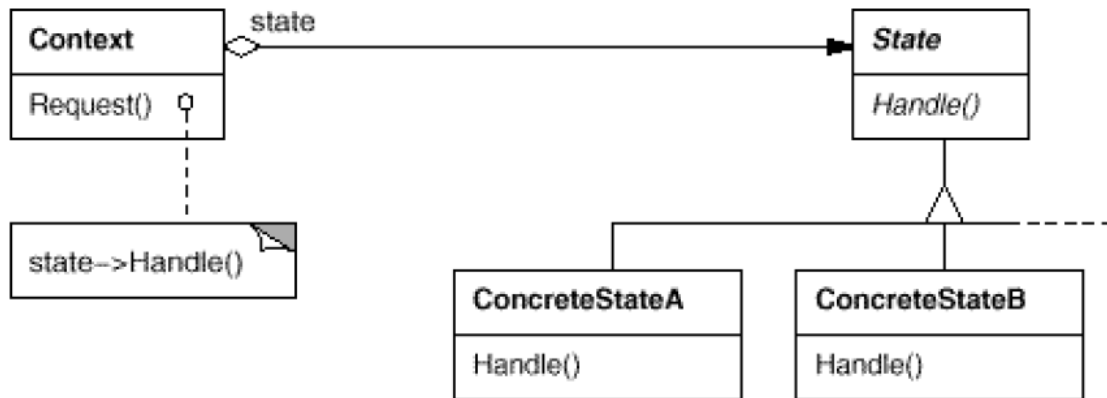 state
Context
State
Request()
Handle()
state–>Handle()
ConcreteStateA
ConcreteStateB
Handle()
Handle()